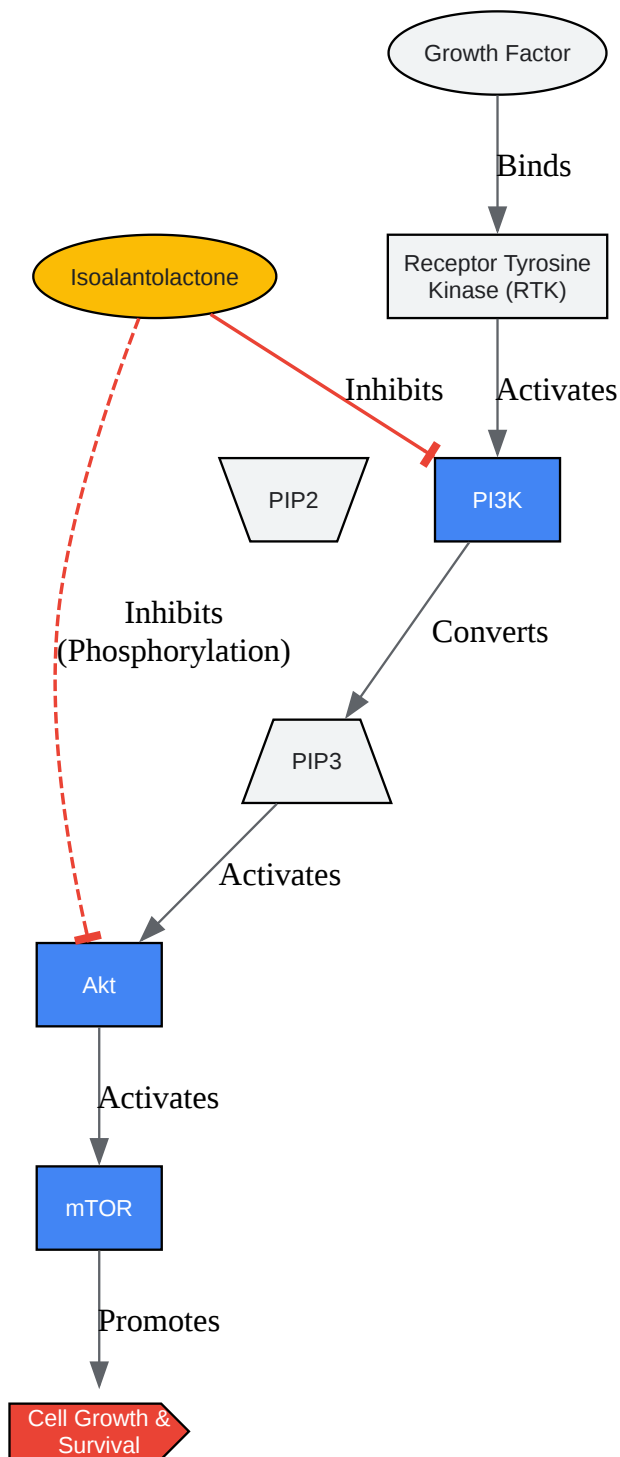 Growth Factor
Binds
Isoalantolactone
Receptor Tyrosine
Kinase (RTK)
Inhibits
Activates
PIP2
PI3K
Inhibits
(Phosphorylation)
Converts
PIP3
Activates
Akt
Activates
mTOR
Promotes
Cell Growth &
Survival